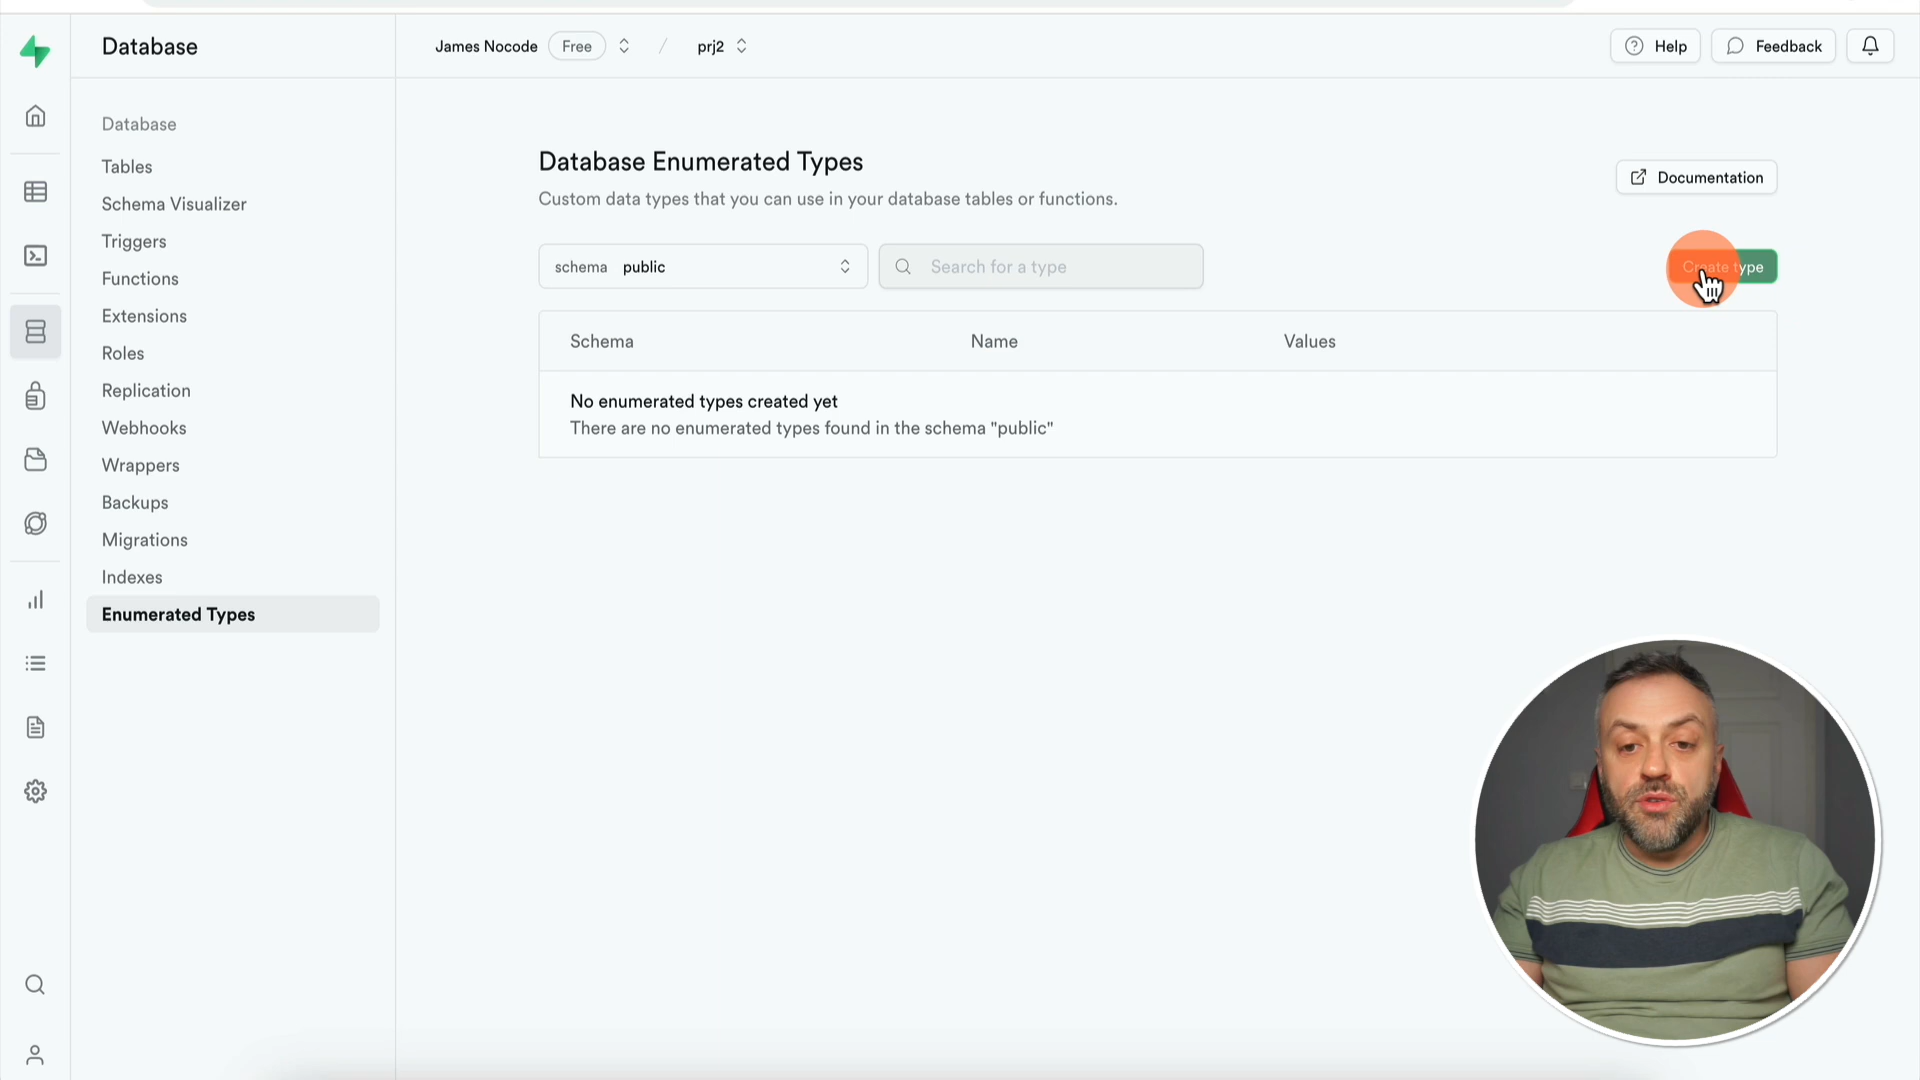 Database
James Nocode Free / prj2
Help
Feedback
Database
Tables
Schema Visualizer
Triggers
Functions
Extensions
Roles
Replication
Webhooks
Wrappers
Backups
Migrations
Indexes
Enumerated Types
Database Enumerated Types
Custom data types that you can use in your database tables or functions.
Documentation
schema public
Search for a type
Create type
Schema Name Values
No enumerated types created yet
There are no enumerated types found in the schema "public"